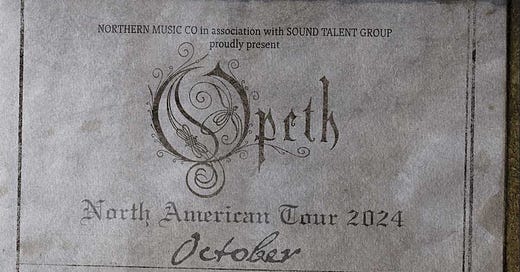 NORTHERN MUSIC CO in association with SOUND TALENT GROUP
proudly present
Opeth
North American Tour 2024
October